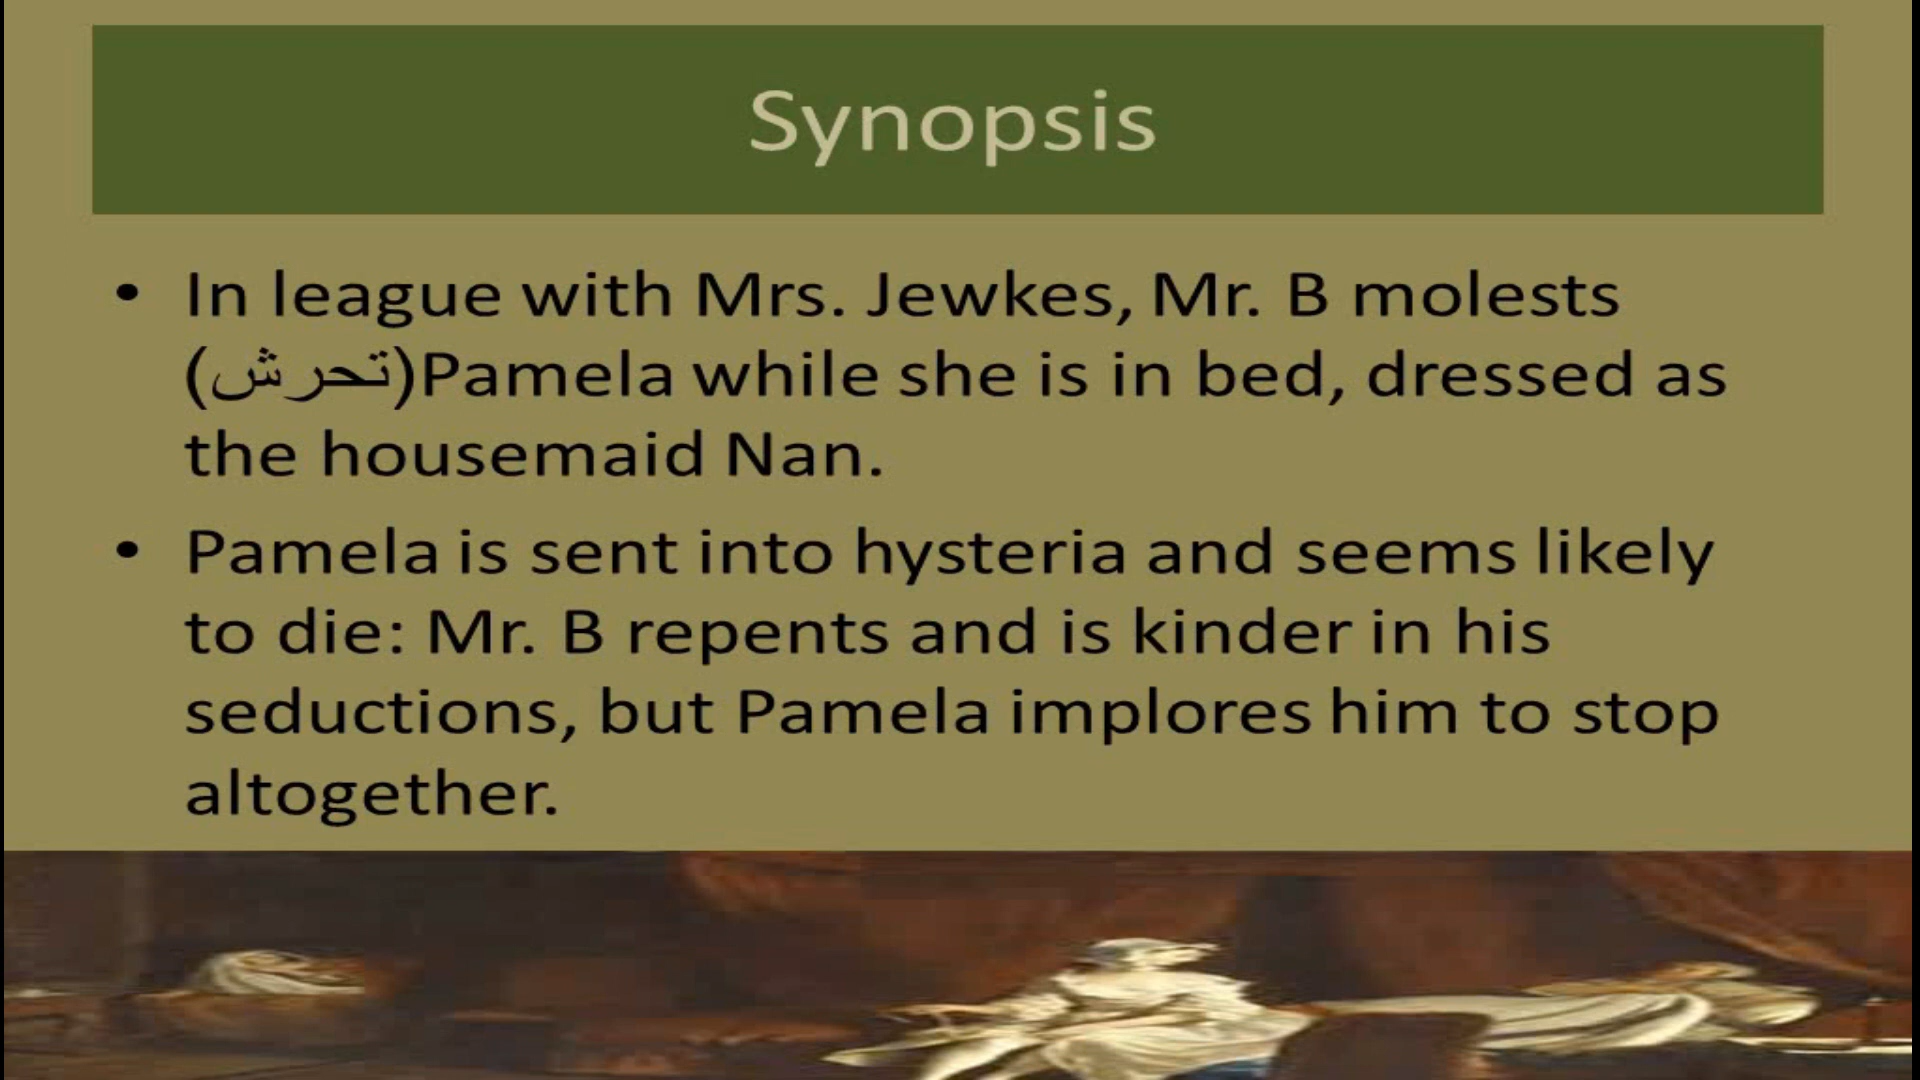 Synopsis
• In league with Mrs. Jewkes, Mr. B molests
(تحرش)Pamela while she is in bed, dressed as
the housemaid Nan.
• Pamela is sent into hysteria and seems likely
to die: Mr. B repents and is kinder in his
seductions, but Pamela implores him to stop
altogether.